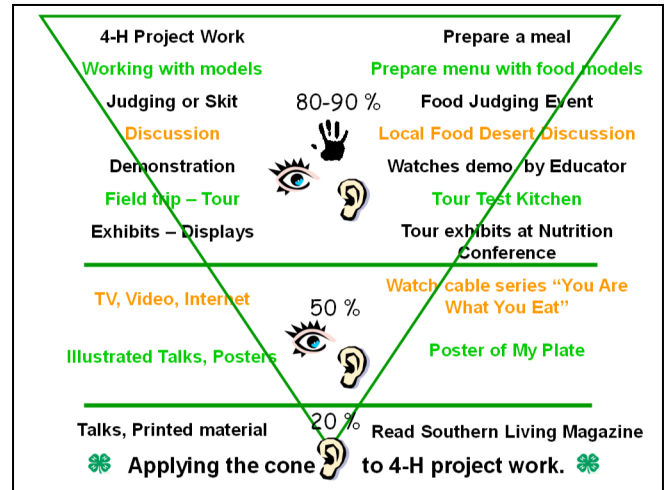 4-H Project Work Prepare a meal
Working with models Prepare menu with food models
Judging or Skit 80-90 % Food Judging Event
Discussion Local Food Desert Discussion
Demonstration Watches demo. by Educator
Field trip – Tour Tour Test Kitchen
Exhibits – Displays Tour exhibits at Nutrition
Conference
TV, Video, Internet 50 % Watch cable series “You Are
What You Eat”
Illustrated Talks, Posters Poster of My Plate
20 %
Talks, Printed material Read Southern Living Magazine
Applying the cone to 4-H project work.